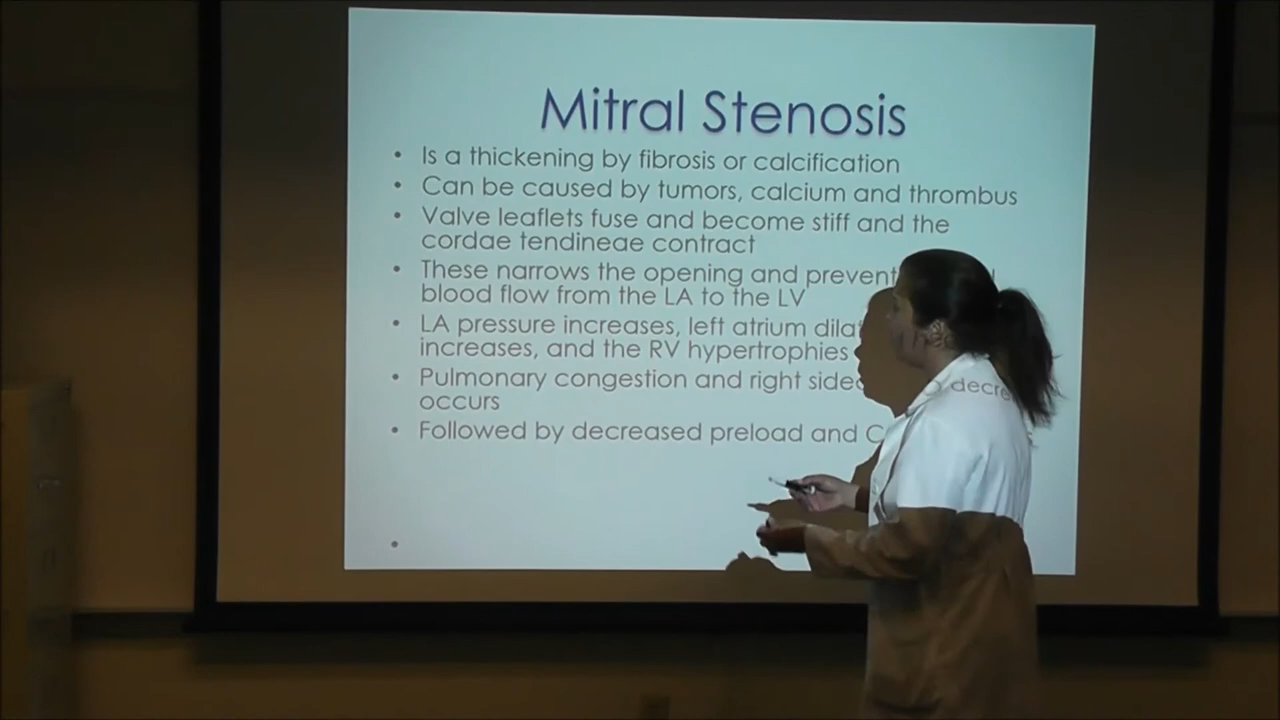 Mitral Stenosis
• Is a thickening by fibrosis or calcification
• Can be caused by tumors, calcium and thrombus
• Valve leaflets fuse and become stiff and the
cordae tendineae contract
• These narrows the opening and prevent
blood flow from the LA to the LV
• LA pressure increases, left atrium
increases, and the RV hypertrophies
• Pulmonary congestion and right
occurs
• Followed by decreased preload and
•